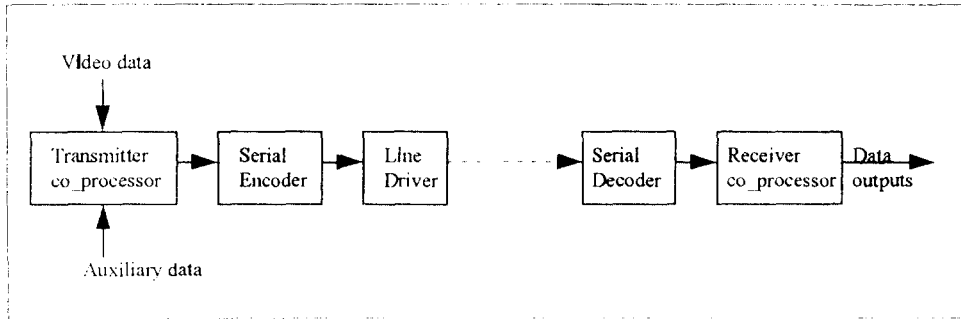 Video data
Transmitter
co_processor
Serial
Encoder
Line
Driver
Serial
Decoder
Receiver
co_processor
Data
outputs
Auxiliary data